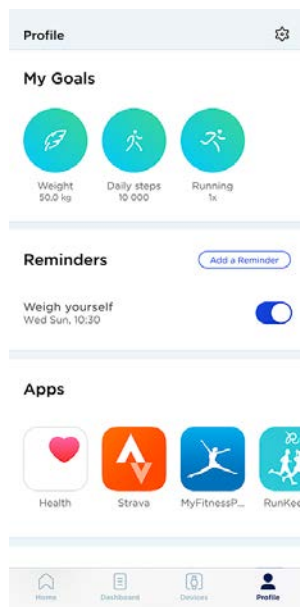 Profile
My Goals
Weight
50.0 kg
Daily steps
10 000
Running
1x
Reminders
Add a Reminder
Weigh yourself
Wed Sun, 10:30
Apps
Health
Strava
MyFitnessP...
RunKee
Home
Dashboard
Devices
Profile